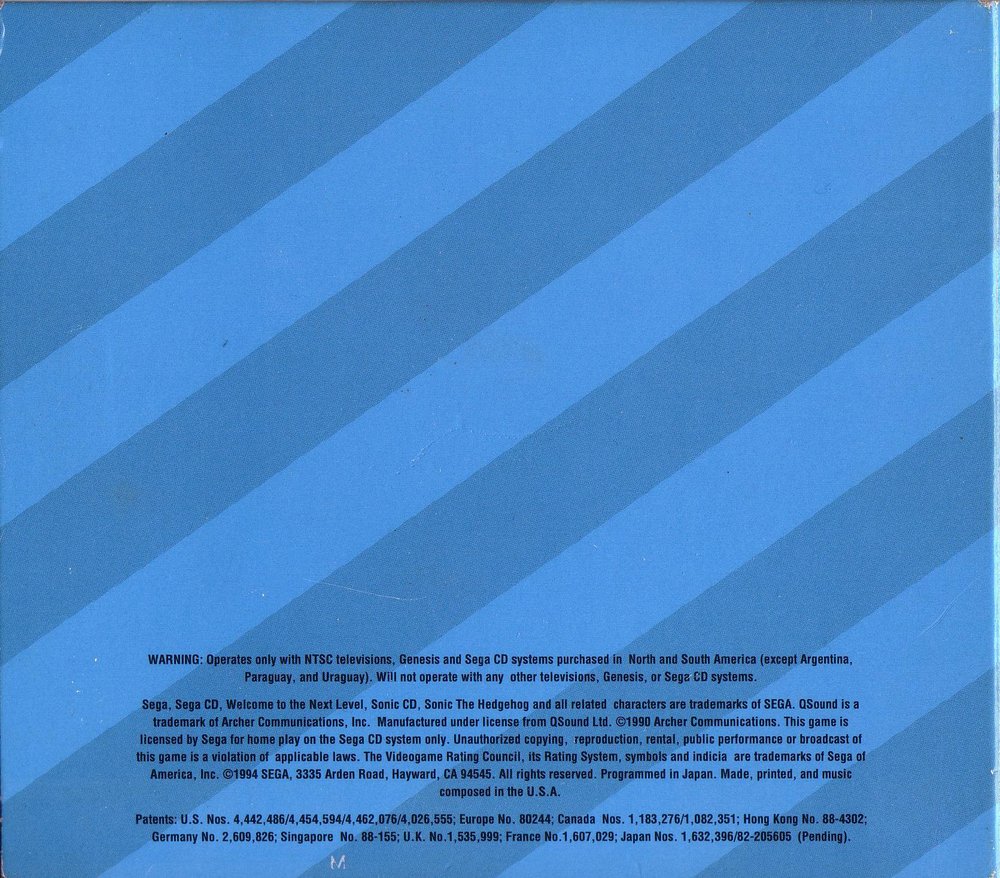 WARNING: Operates only with NTSC televisions, Genesis and Sega CD systems purchased in North and South America (except Argentina,
Paraguay, and Uraguay). Will not operate with any other televisions, Genesis, or Sega CD systems.
Sega, Sega CD, Welcome to the Next Level, Sonic CD, Sonic The Hedgehog and all related characters are trademarks of SEGA. QSound is a
trademark of Archer Communications, Inc. Manufactured under license from QSound Ltd. ©1990 Archer Communications. This game is
licensed by Sega for home play on the Sega CD system only. Unauthorized copying, reproduction, rental, public performance or broadcast of
this game is a violation of applicable laws. The Videogame Rating Council, its Rating System, symbols and indicia are trademarks of Sega of
America, Inc. ©1994 SEGA, 3335 Arden Road, Hayward, CA 94545. All rights reserved. Programmed in Japan. Made, printed, and music
composed in the U.S.A.
Patents: U.S. Nos. 4,442,486/4,454,594/4,462,076/4,026,555; Europe No. 80244; Canada Nos. 1,183,276/1,082,351; Hong Kong No. 88-4302;
Germany No. 2,609,826; Singapore No. 88-155; U.K. No.1,535,999; France No.1,607,029; Japan Nos. 1,632,396/82-205605 (Pending).
M